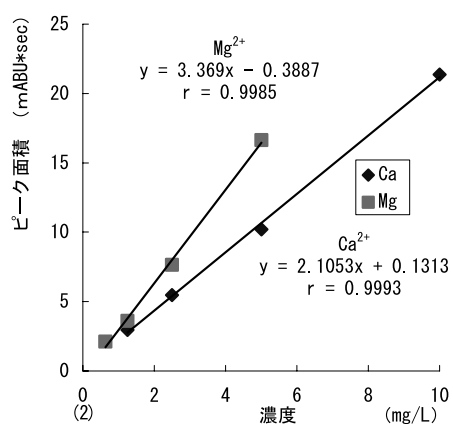 ピーク面積 (mABU*sec)
25
20
15
10
5
0
Mg²⁺
y = 3.369x − 0.3887
r = 0.9985
Ca
Mg
Ca²⁺
y = 2.1053x + 0.1313
r = 0.9993
0 2 4 6 8 10
(2) 濃度 (mg/L)